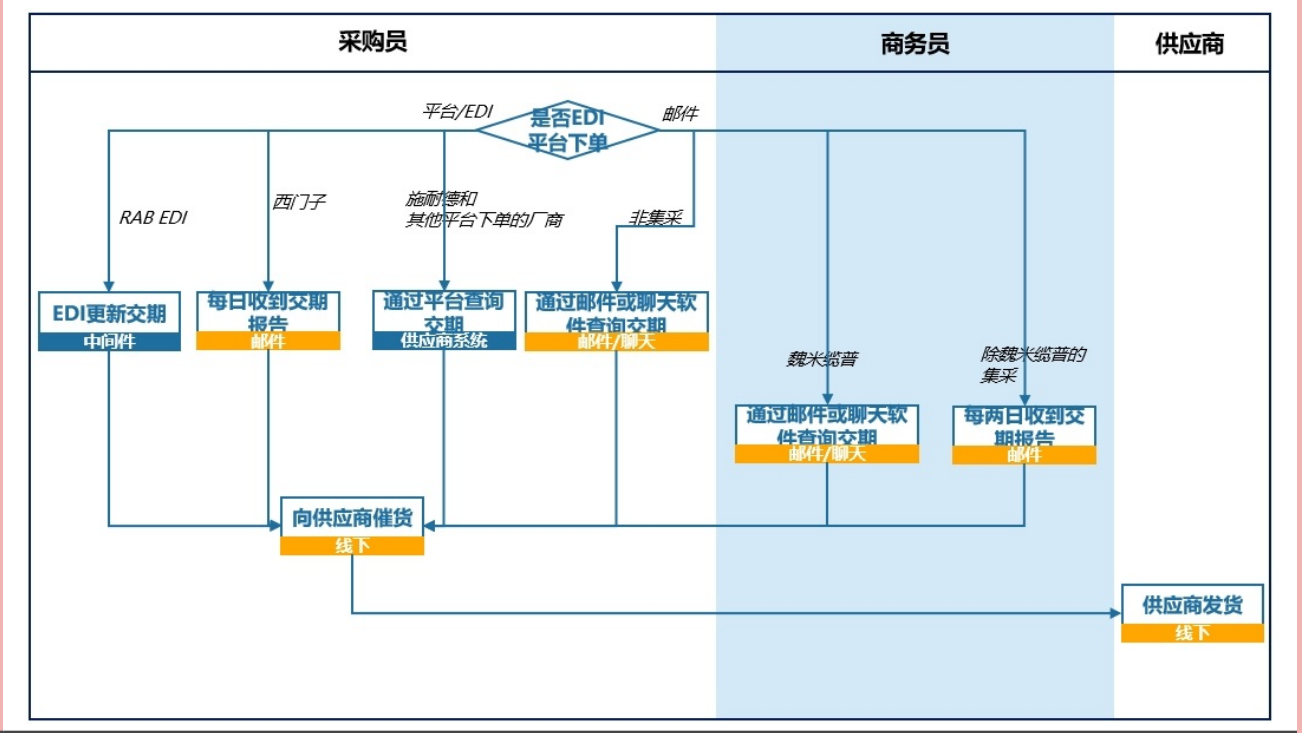 采购员
商务员
供应商
平台/EDI
是否EDI
平台下单
邮件
RAB EDI
西门子
施耐德和
其他平台下单的厂商
非集采
EDI更新交期
中间件
每日收到交期
报告
邮件
通过平台查询
交期
供应商系统
通过邮件或聊天软
件查询交期
邮件/聊天
魏米缆普
除魏米缆普的
集采
通过邮件或聊天软
件查询交期
邮件/聊天
每两日收到交
期报告
邮件
向供应商催货
线下
供应商发货
线下